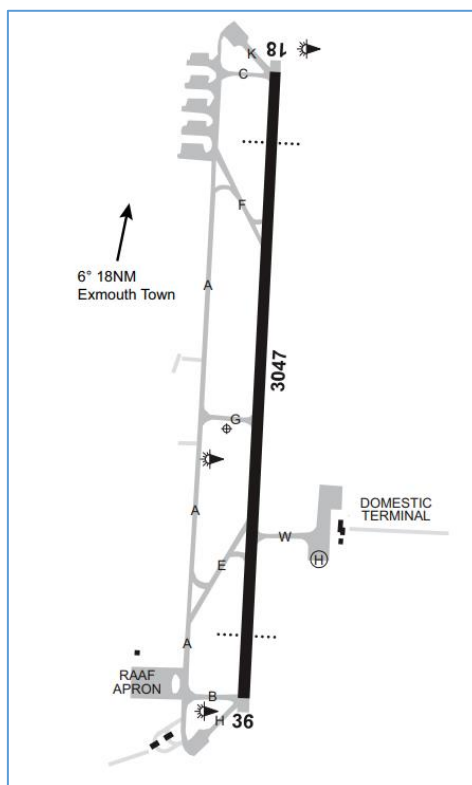 18
K
C
F
6° 18NM
Exmouth Town
A
3047
G
A
DOMESTIC
TERMINAL
W
H
E
A
RAAF
APRON
B
H
36